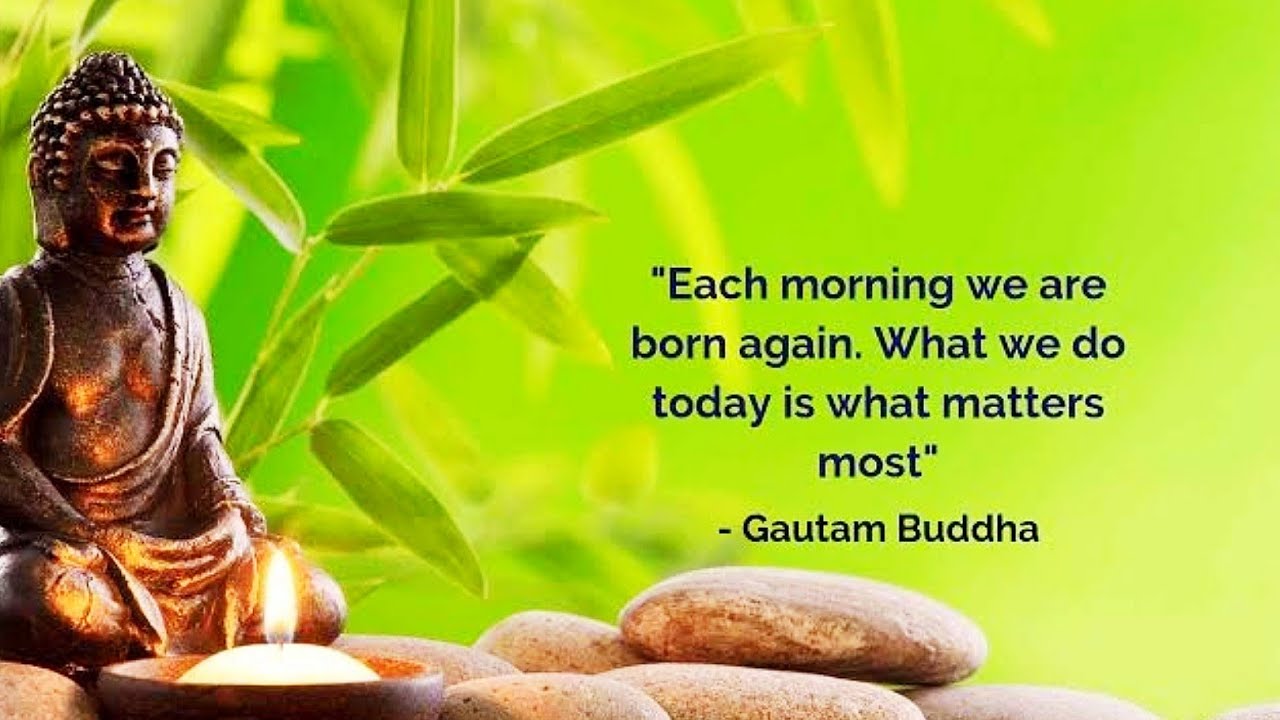 "Each morning we are
born again. What we do
today is what matters
most"
- Gautam Buddha